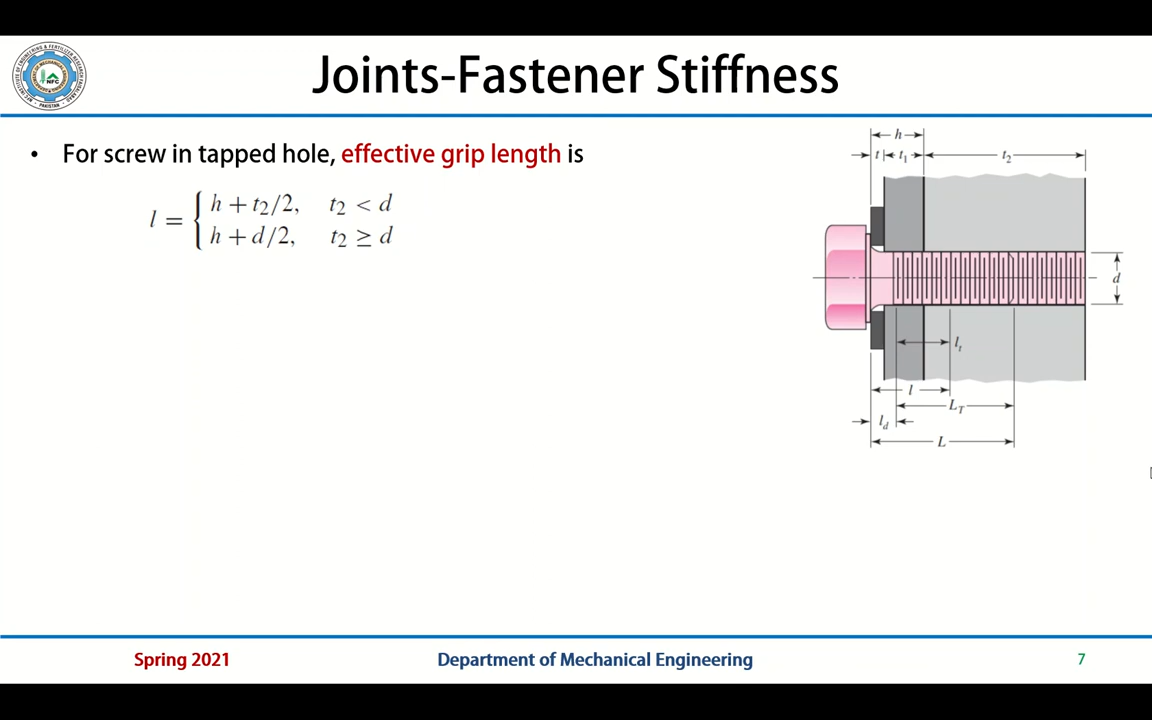 Joints-Fastener Stiffness
• For screw in tapped hole, effective grip length is
l = { h + t₂/2, t₂ < d
h + d/2, t₂ ≥ d
h
t t₁ t₂
d
lₜ
l
L_T
l_d
L
Spring 2021 Department of Mechanical Engineering 7